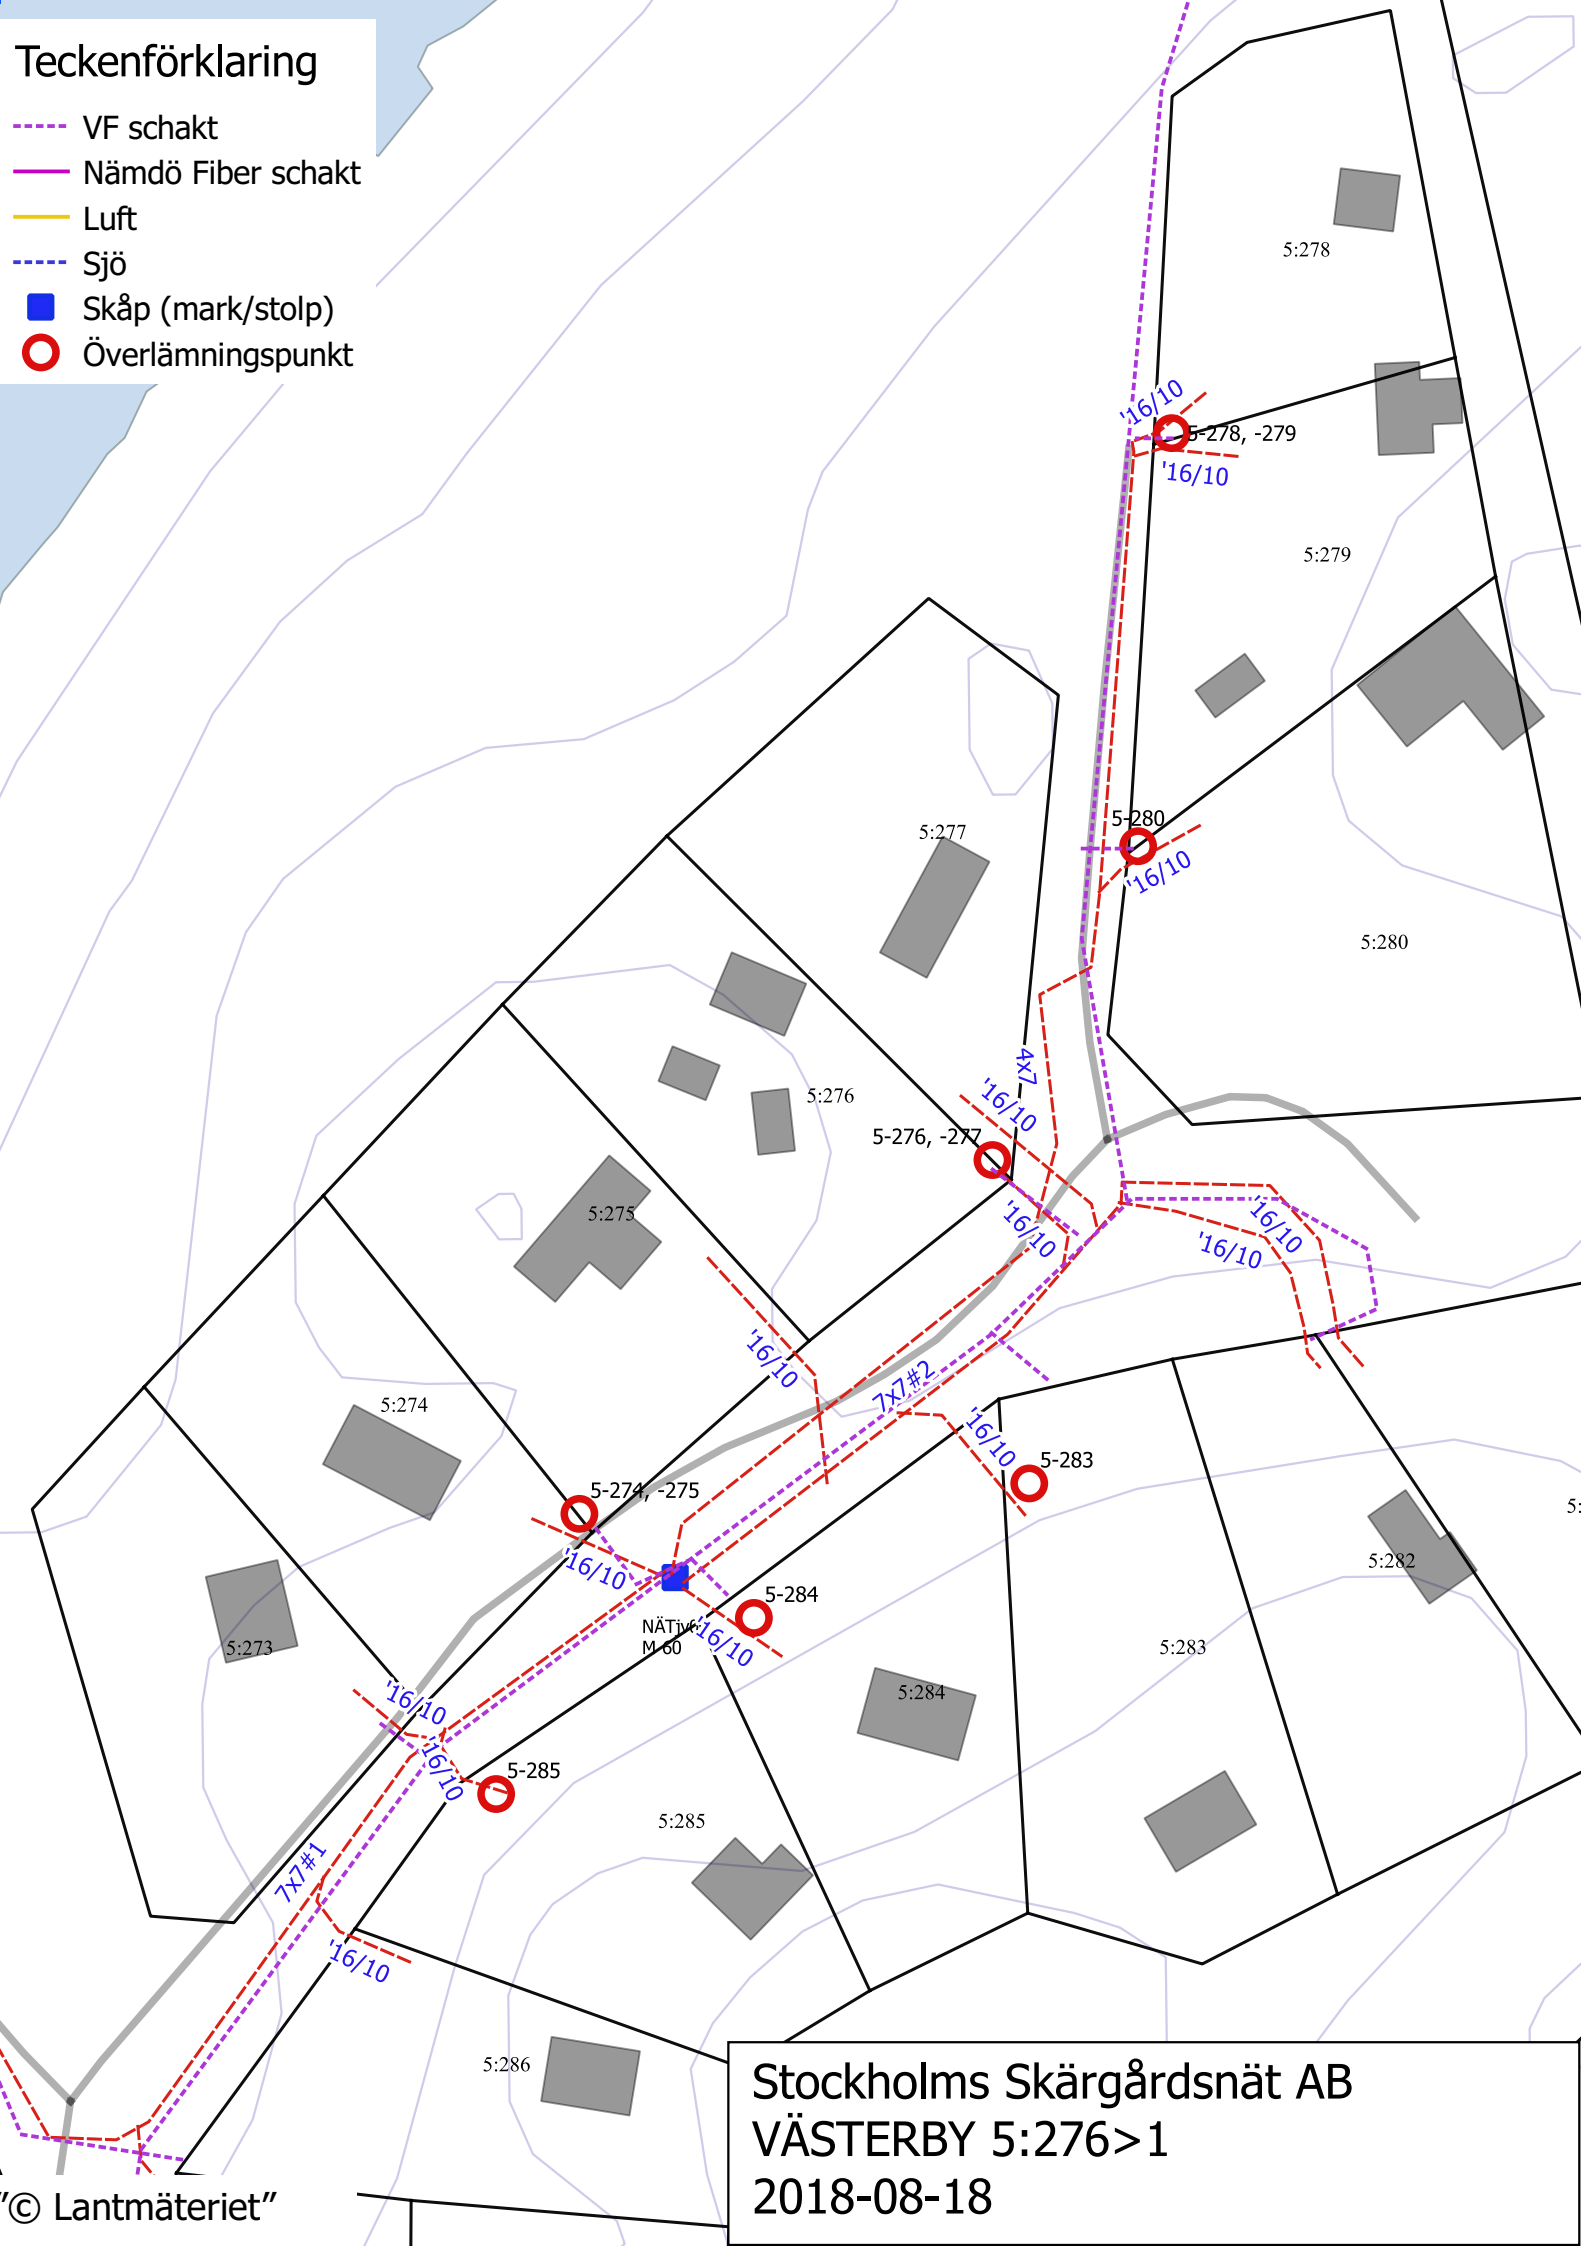 Teckenförklaring
VF schakt
Nämdö Fiber schakt
Luft
Sjö
Skåp (mark/stolp)
Överlämningspunkt
5:278
'16/10
5-278, -279
'16/10
5:279
5-280
5:277
'16/10
5:280
4x7
'16/10
5:276
5-276, -277
5:275
'16/10
'16/10
'16/10
'16/10
7x7#2
5:274
'16/10
5-283
5-274, -275
'16/10
5:282
5-284
M 60
'16/10
5:273
5:283
5:284
'16/10
'16/10
5-285
5:285
7x7#1
'16/10
5:286
Stockholms Skärgårdsnät AB
VÄSTERBY 5:276>1
2018-08-18
"© Lantmäteriet"